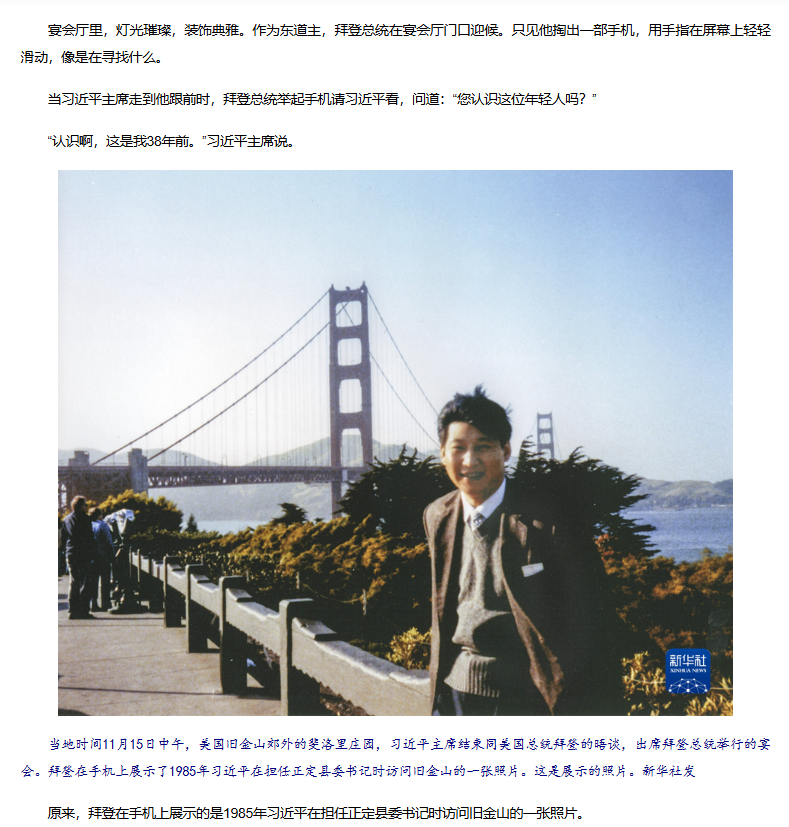 宴会厅里，灯光璀璨，装饰典雅。作为东道主，拜登总统在宴会厅门口迎候。只见他掏出一部手机，用手指在屏幕上轻轻
滑动，像是在寻找什么。
当习近平主席走到他跟前时，拜登总统举起手机请习近平看，问道：“您认识这位年轻人吗？”
“认识啊，这是我38年前。”习近平主席说。
新华社
XINHUA NEWS
当地时间11月15日中午，美国旧金山郊外的斐洛里庄园，习近平主席结束同美国总统拜登的晤谈，出席拜登总统举行的宴
会。拜登在手机上展示了1985年习近平在担任正定县委书记时访问旧金山的一张照片。这是展示的照片。新华社发
原来，拜登在手机上展示的是1985年习近平在担任正定县委书记时访问旧金山的一张照片。